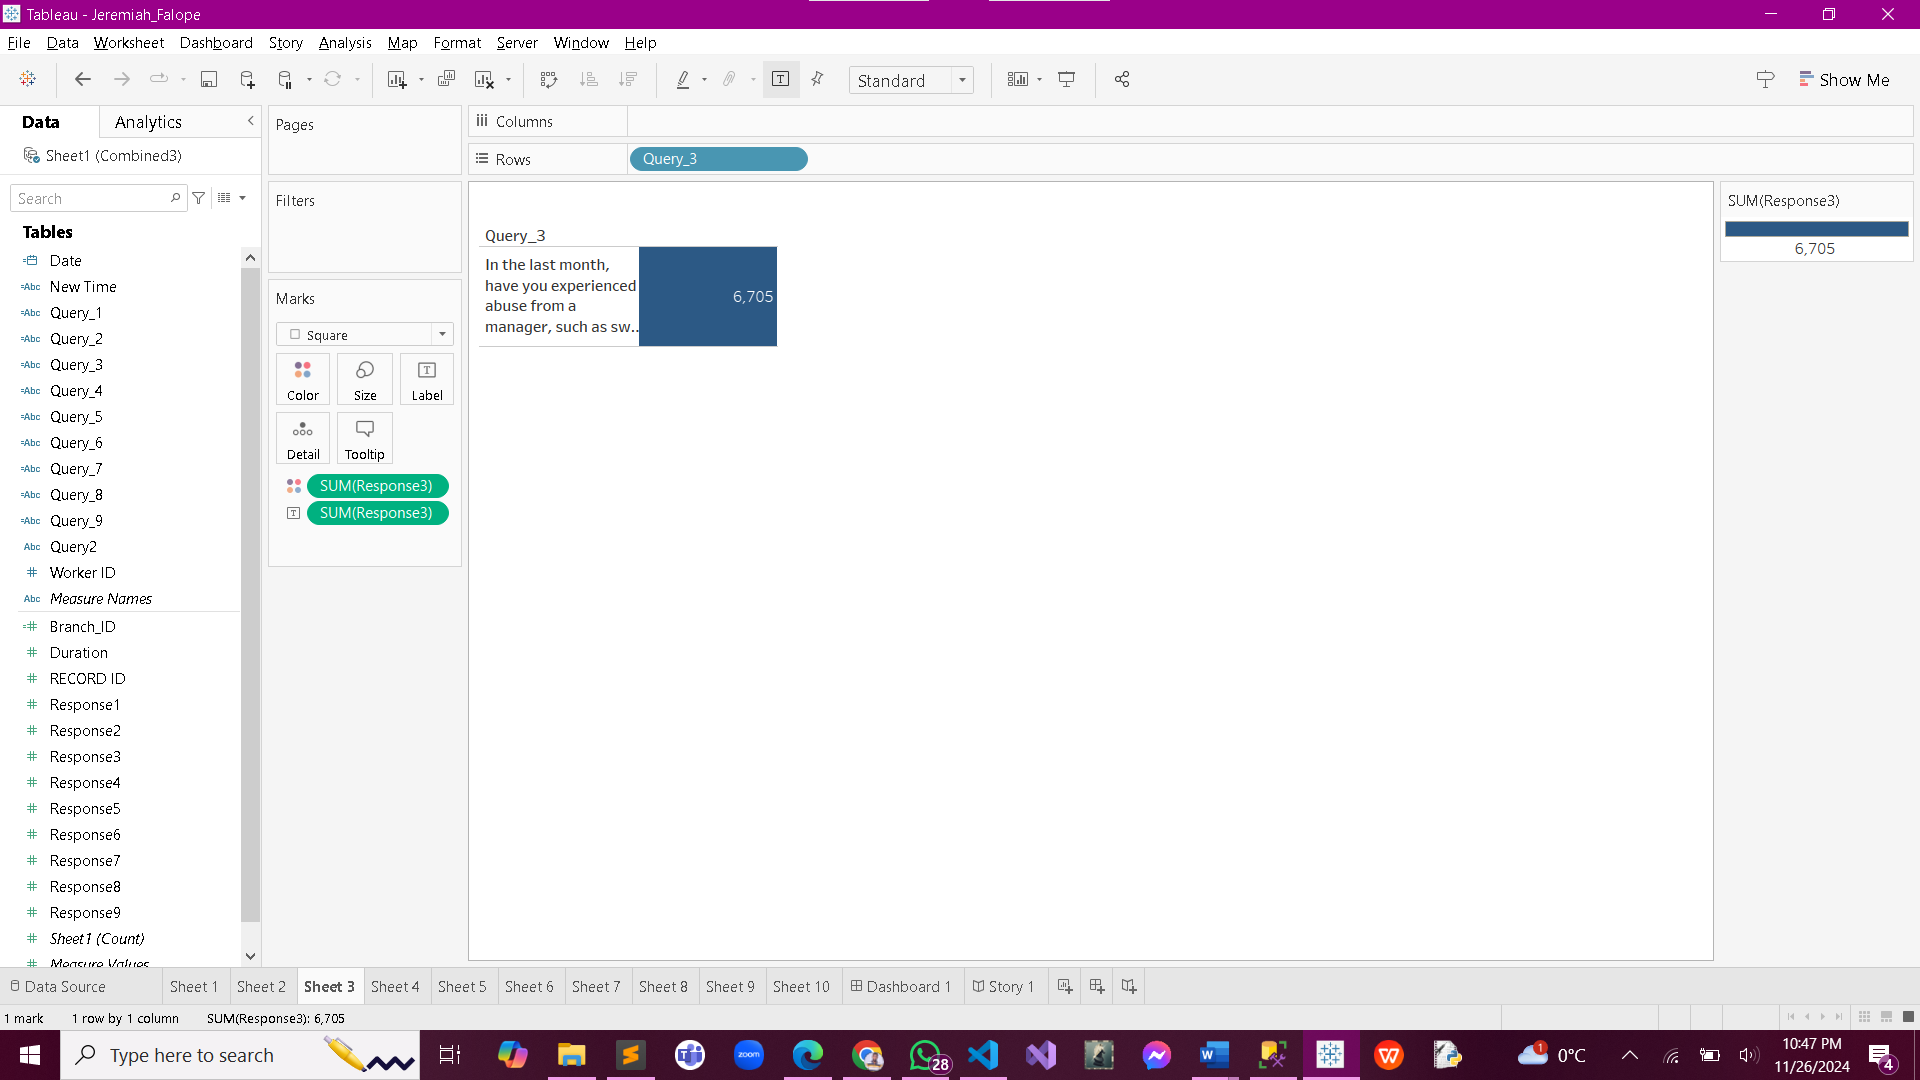 Tableau - Jeremiah_Falope
File Data Worksheet Dashboard Story Analysis Map Format Server Window Help
Standard
Show Me
Data Analytics
Sheet1 (Combined3)
Search
Tables
Date
New Time
Query_1
Query_2
Query_3
Query_4
Query_5
Query_6
Query_7
Query_8
Query_9
Query2
Worker ID
Measure Names
Branch_ID
Duration
RECORD ID
Response1
Response2
Response3
Response4
Response5
Response6
Response7
Response8
Response9
Sheet1 (Count)
Measure Values
Pages
Filters
Marks
Square
Color Size Label
Detail Tooltip
SUM(Response3)
SUM(Response3)
Columns
Rows Query_3
Query_3
In the last month,
have you experienced
abuse from a
manager, such as sw..
6,705
SUM(Response3)
6,705
Data Source Sheet 1 Sheet 2 Sheet 3 Sheet 4 Sheet 5 Sheet 6 Sheet 7 Sheet 8 Sheet 9 Sheet 10 Dashboard 1 Story 1
1 mark 1 row by 1 column SUM(Response3): 6,705
Type here to search
zoom
28
1
0°C
10:47 PM
11/26/2024
4